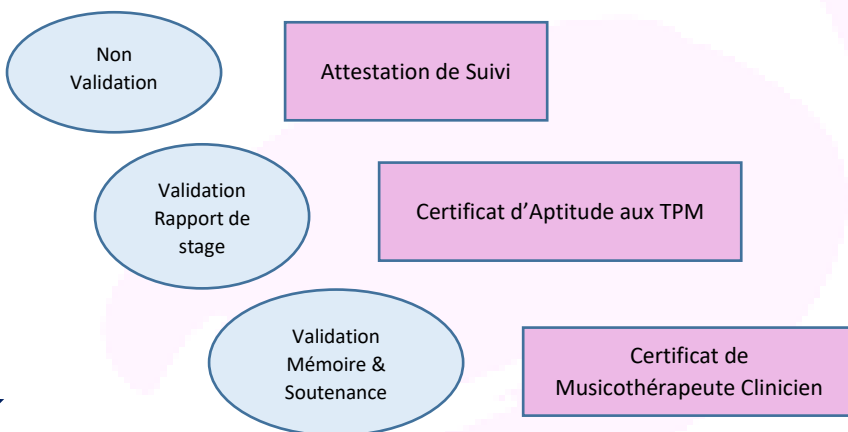 Non
Validation
Attestation de Suivi
Validation
Rapport de
stage
Certificat d’Aptitude aux TPM
Validation
Mémoire &
Soutenance
Certificat de
Musicothérapeute Clinicien